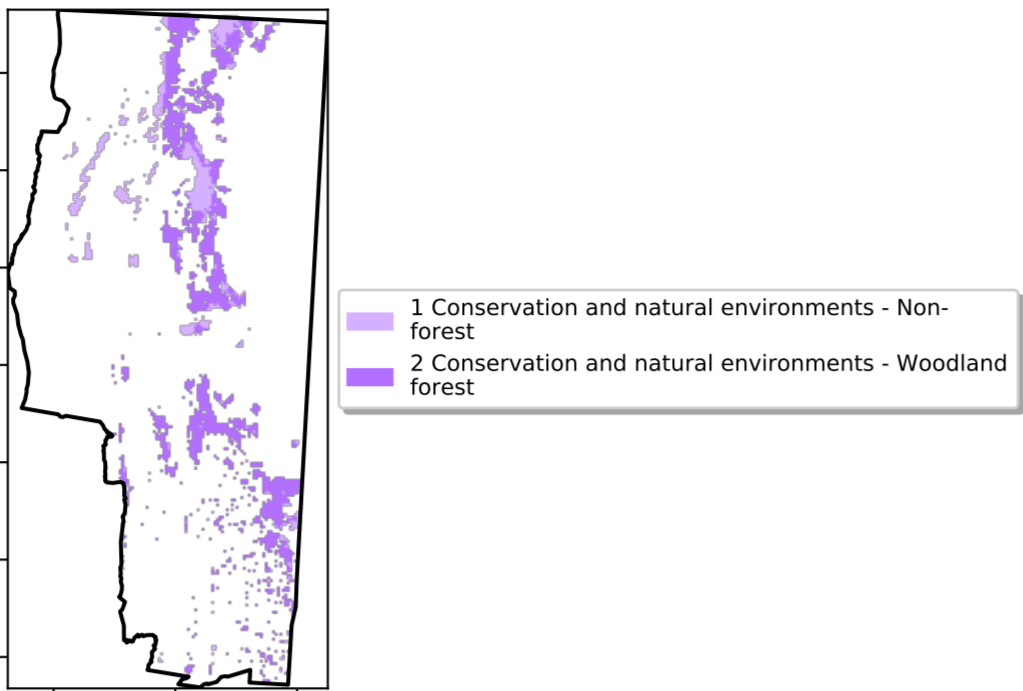 1 Conservation and natural environments - Non-
forest
2 Conservation and natural environments - Woodland
forest